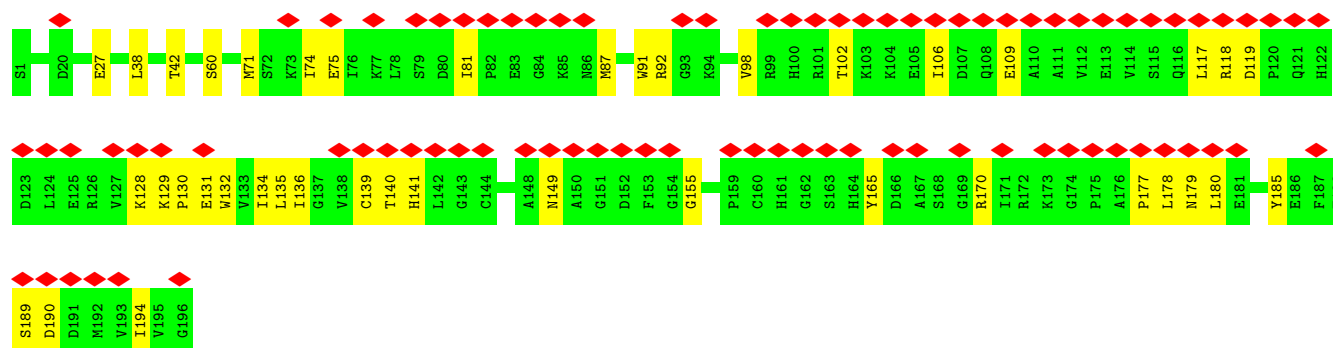 S1 D20 E27 L38 T42 S60 M71 S72 K73 I74 E75 I76 K77 L78 S79 D80 I81 P82 E83 G84 K85 N86 M87 W91 R92 G93 K94 V98 R99 H100 R101 T102 K103 K104 E105 I106 D107 Q108 E109 A110 A111 V112 E113 V114 S115 Q116 L117 R118 D119 P120 Q121 H122
D123 L124 E125 R126 V127 K128 K129 P130 E131 W132 V133 I134 L135 I136 G137 V138 C139 T140 H141 L142 G143 C144 A148 N149 A150 G151 D152 F153 G154 G155 P159 C160 H161 G162 S163 H164 Y165 D166 A167 S168 G169 R170 I171 R172 K173 G174 P175 A176 P177 L178 N179 L180 E181 Y185 E186 F187
S189 D190 D191 M192 V193 I194 V195 G196